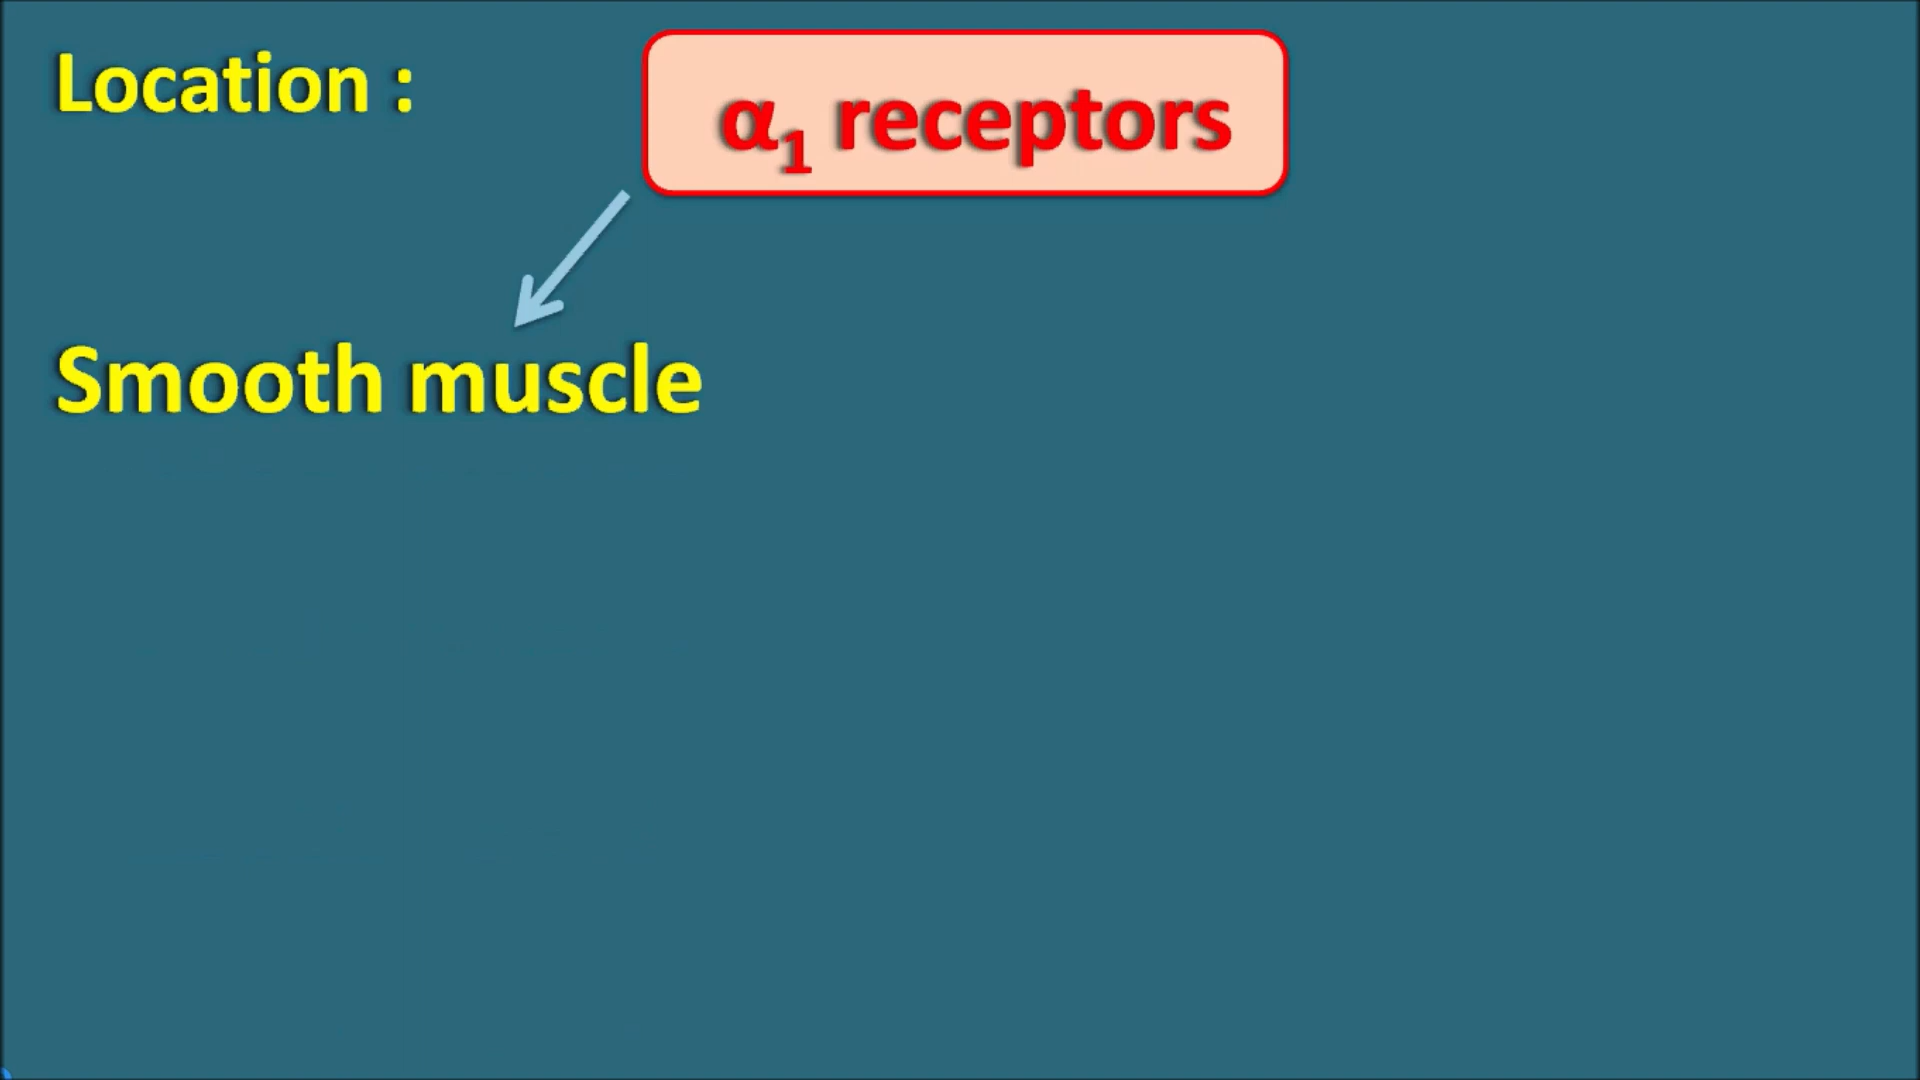 Location :
α₁ receptors
Smooth muscle